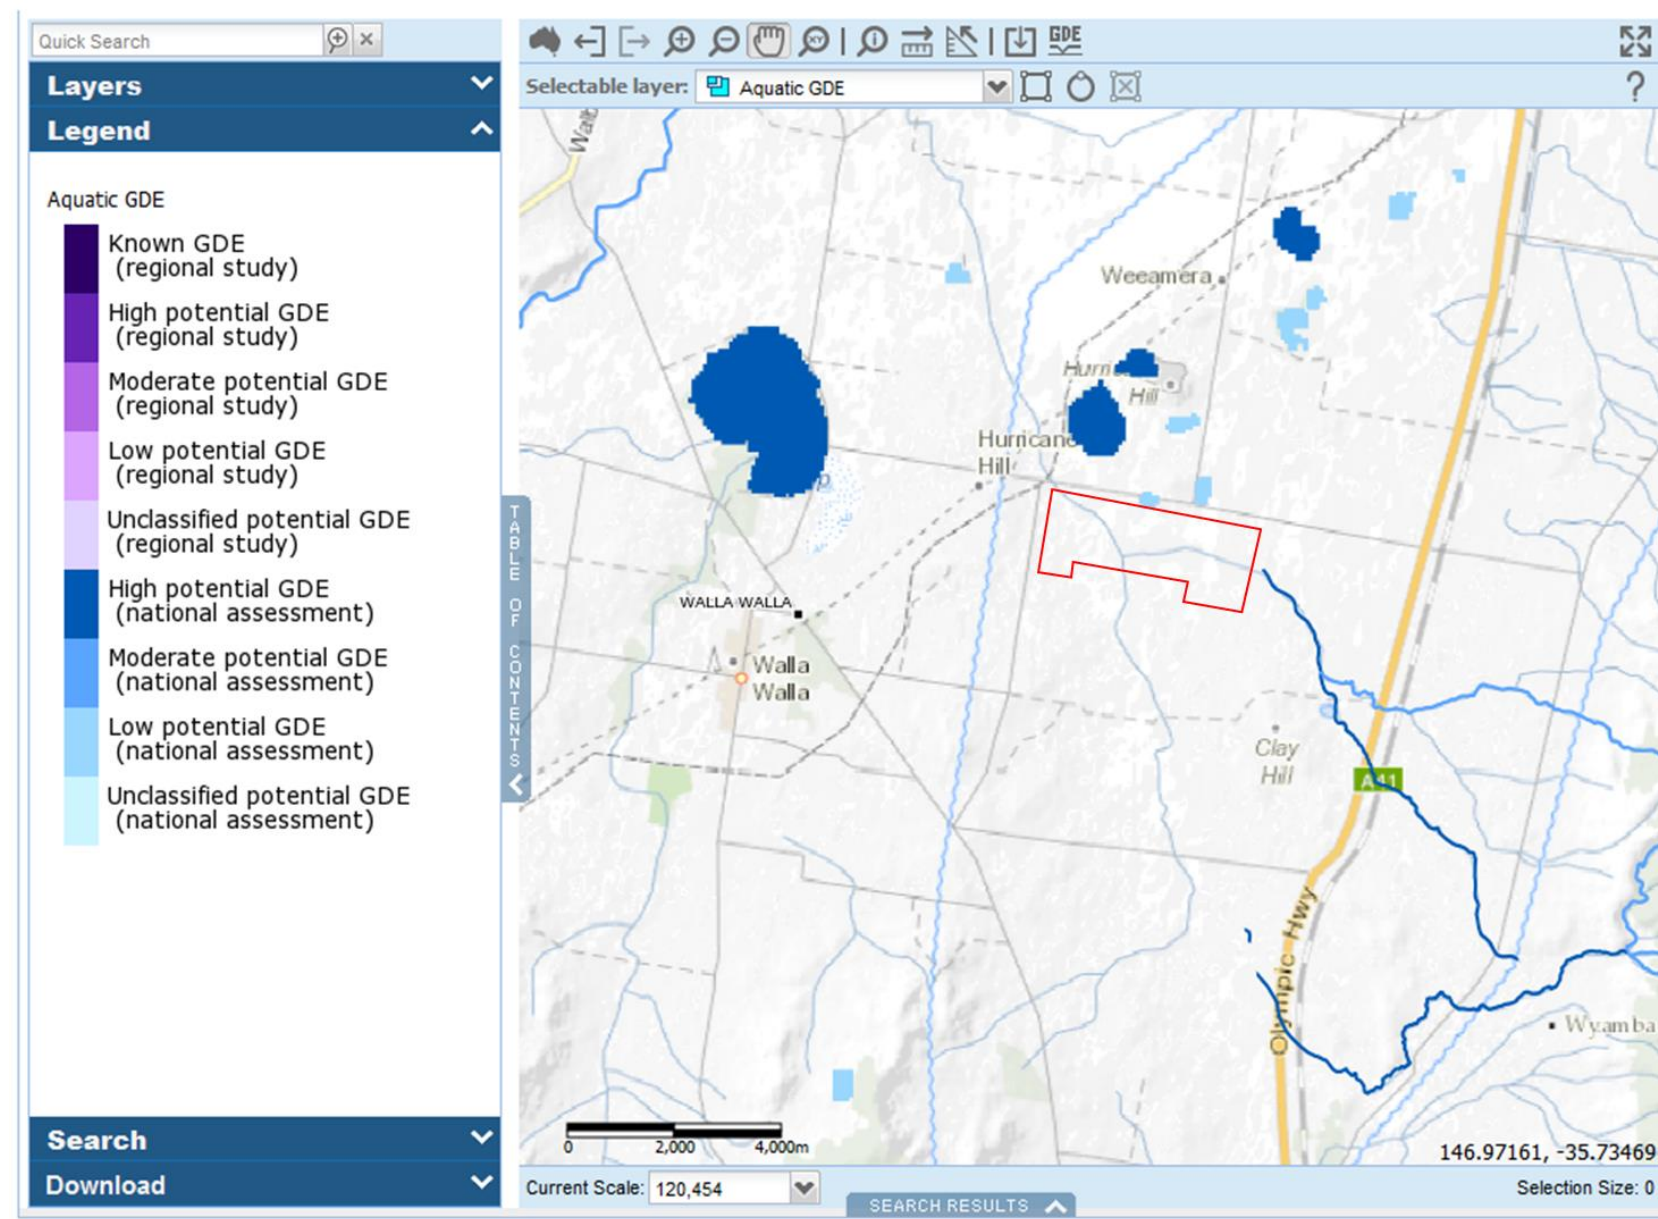 Quick Search
Layers
Legend
Aquatic GDE
Known GDE
(regional study)
High potential GDE
(regional study)
Moderate potential GDE
(regional study)
Low potential GDE
(regional study)
Unclassified potential GDE
(regional study)
High potential GDE
(national assessment)
Moderate potential GDE
(national assessment)
Low potential GDE
(national assessment)
Unclassified potential GDE
(national assessment)
Search
Download
TABLE OF CONTENTS
GDE
Selectable layer: Aquatic GDE
?
Weeamera
Hill
Hurricane
Hill
WALLA WALLA
Walla
Walla
Clay
Hill
A41
Olympic Hwy
0 2,000 4,000m
146.97161, -35.73469
Current Scale: 120,454
Selection Size: 0
SEARCH RESULTS